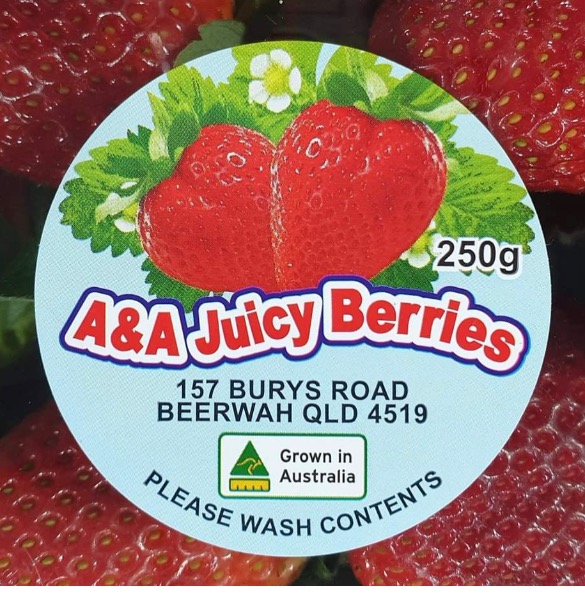 250g
A&A Juicy Berries
157 BURYS ROAD
BEERWAH QLD 4519
Grown in
Australia
PLEASE WASH CONTENTS